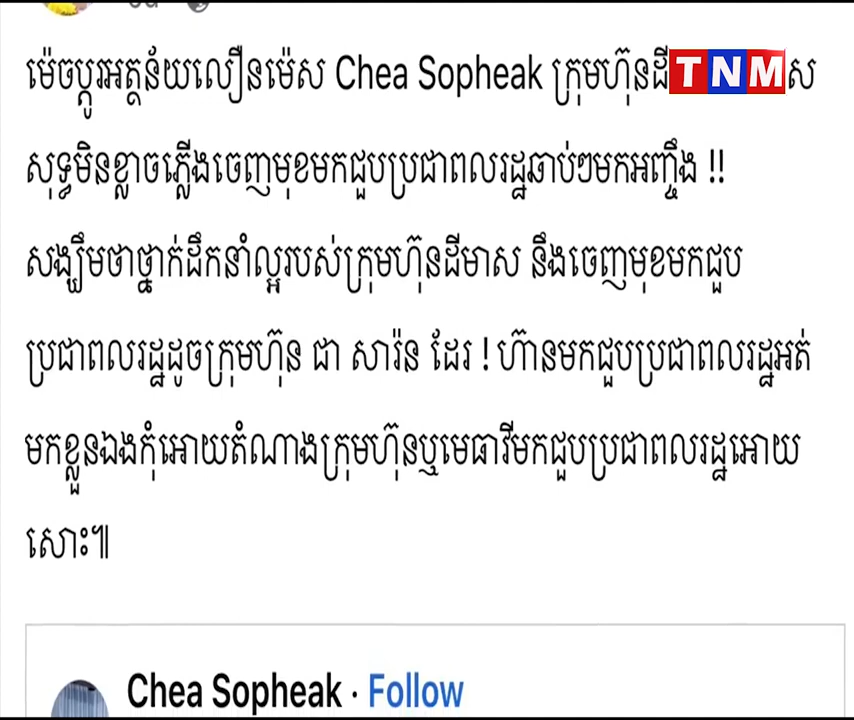 ម៉េចប្តូរអត្ថន័យលឿនម៉េស Chea Sopheak ក្រុមហ៊ុនដី
TNM
ស
សុទ្ធមិនខ្លាចភ្លើងចេញមុខមកជួបប្រជាពលរដ្ឋឆាប់ៗមកអញ្ចឹង !!
សង្ឃឹមថាថ្នាក់ដឹកនាំល្អរបស់ក្រុមហ៊ុនដីមាស នឹងចេញមុខមកជួប
ប្រជាពលរដ្ឋដូចក្រុមហ៊ុន ជា សារ៉ន ដែរ ! ហ៊ានមកជួបប្រជាពលរដ្ឋអត់
មកខ្លួនឯងកុំអោយតំណាងក្រុមហ៊ុនឬមេធាវីមកជួបប្រជាពលរដ្ឋអោយ
សោះ៕
Chea Sopheak · Follow